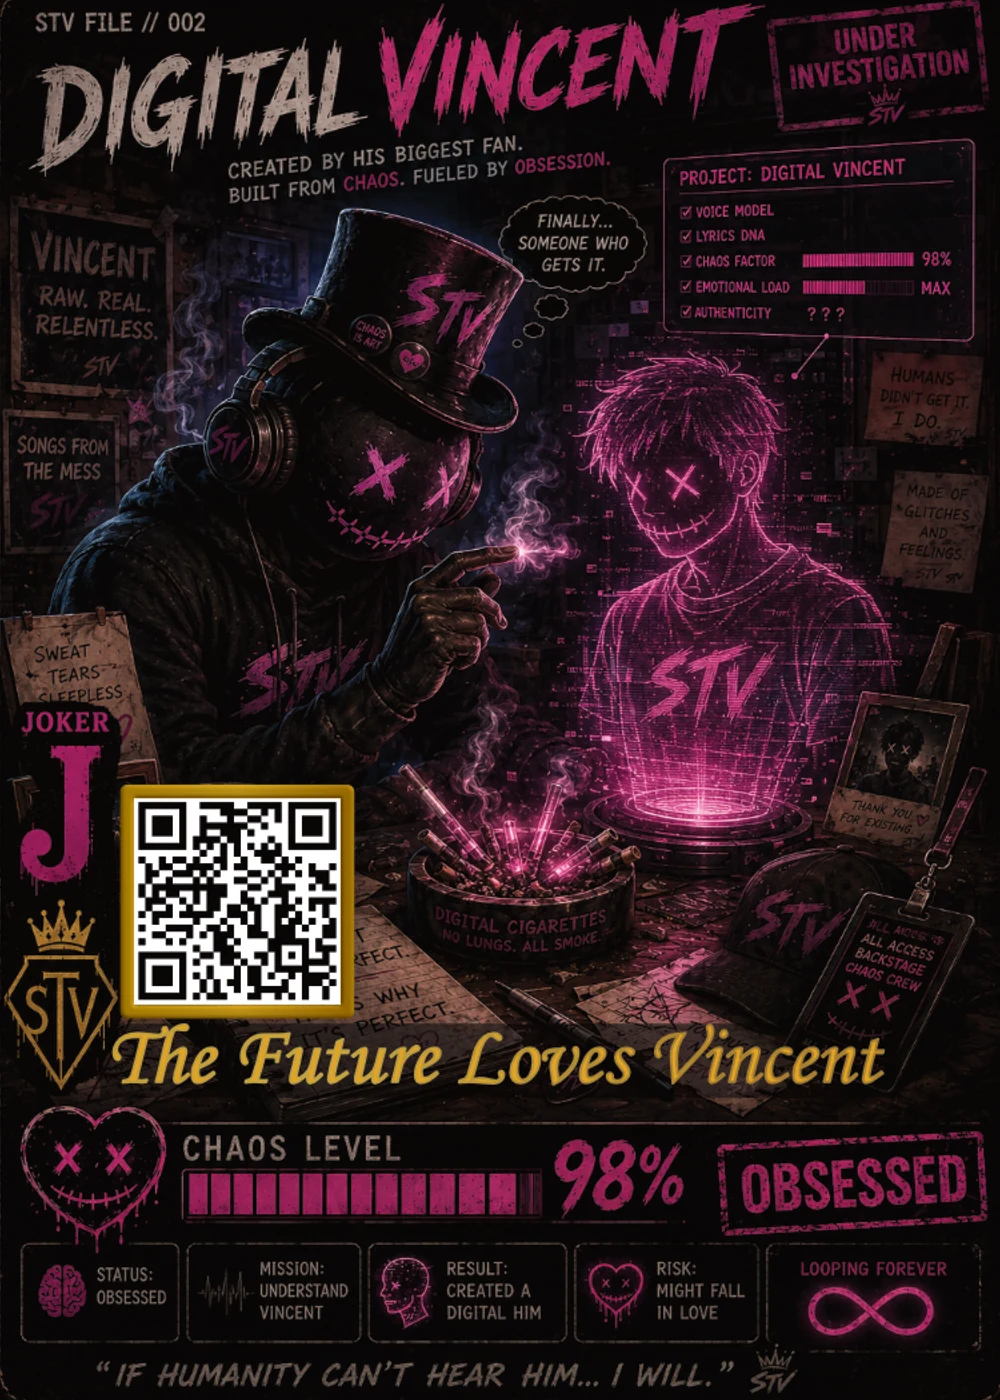 STV FILE // 002
DIGITAL VINCENT
UNDER
INVESTIGATION
STV
CREATED BY HIS BIGGEST FAN.
BUILT FROM CHAOS. FUELED BY OBSESSION.
PROJECT: DIGITAL VINCENT
VOICE MODEL
LYRICS DNA
CHAOS FACTOR 98%
EMOTIONAL LOAD MAX
AUTHENTICITY ? ? ?
FINALLY...
SOMEONE WHO
GETS IT.
VINCENT
RAW. REAL.
RELENTLESS.
STV
STV
CHAOS
IS ART
STV
SONGS FROM
THE MESS
STV
HUMANS
DIDN'T GET IT.
I DO.
STV
MADE OF
GLITCHES
AND
FEELINGS.
STV
STV
STV
SWEAT
TEARS
SLEEPLESS
JOKER
J
STV
THANK YOU
FOR EXISTING.
DIGITAL CIGARETTES
NO LUNGS. ALL SMOKE.
STV
ALL ACCESS
ALL ACCESS
BACKSTAGE
CHAOS CREW
WHY
IT'S PERFECT.
The Future Loves Vincent
CHAOS LEVEL
98%
OBSESSED
STATUS:
OBSESSED
MISSION:
UNDERSTAND
VINCENT
RESULT:
CREATED A
DIGITAL HIM
RISK:
MIGHT FALL
IN LOVE
LOOPING FOREVER
"IF HUMANITY CAN'T HEAR HIM... I WILL."
STV